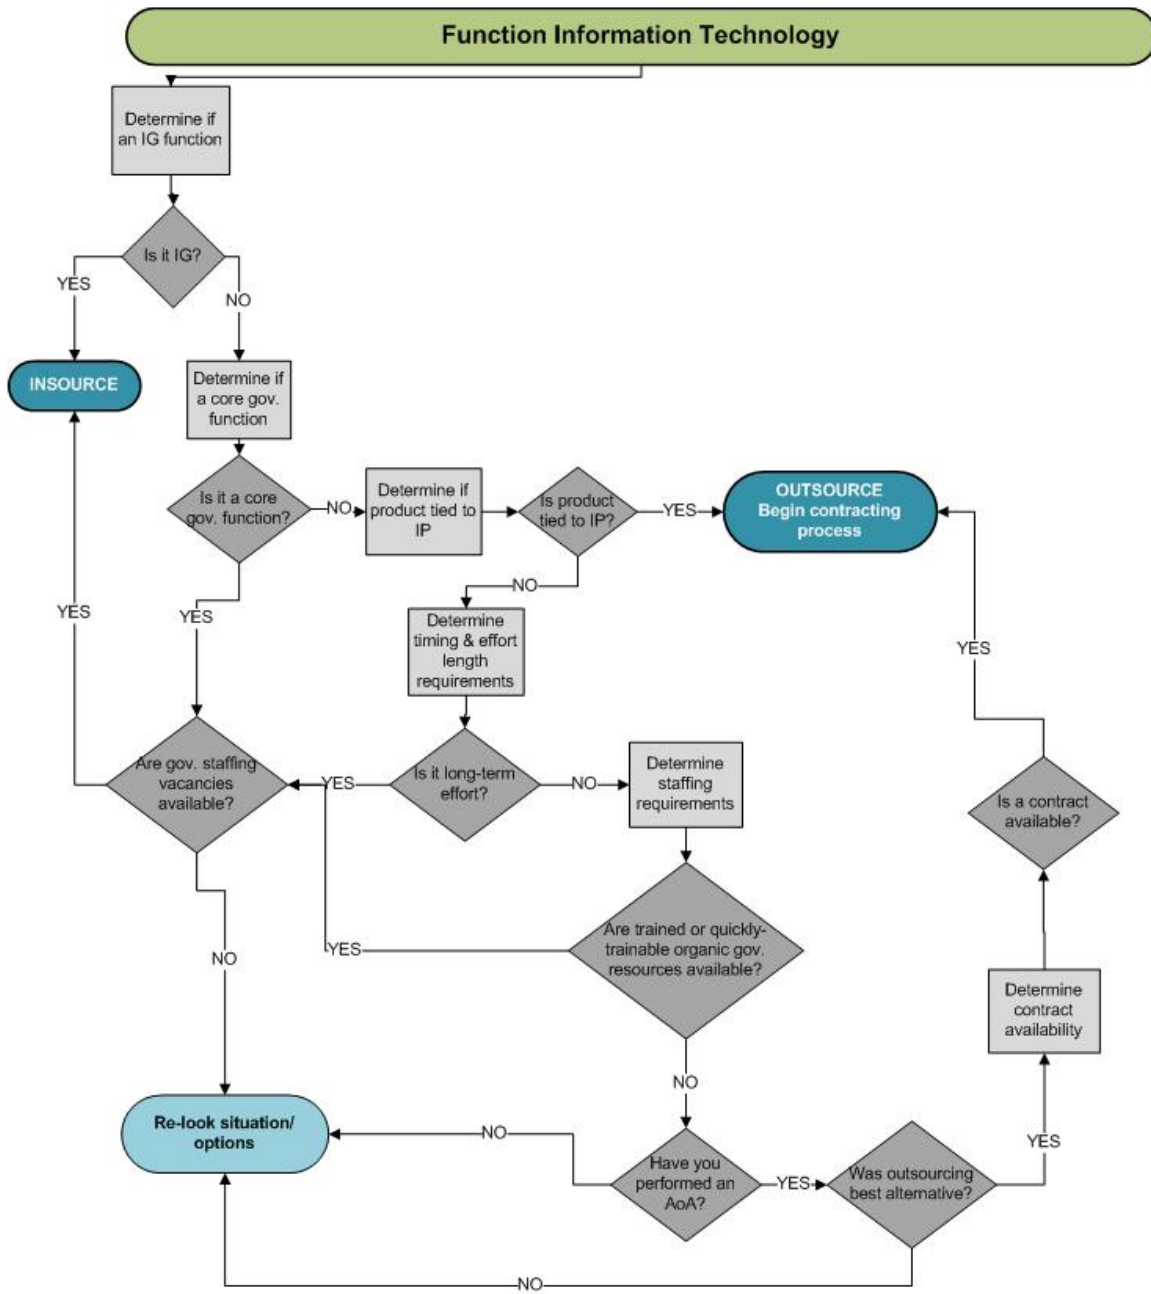 Function Information Technology
Determine if
an IG function
Is it IG?
YES
NO
INSOURCE
Determine if
a core gov.
function
Is it a core
gov. function?
NO
Determine if
product tied to
IP
Is product
tied to IP?
YES
OUTSOURCE
Begin contracting
process
NO
YES
YES
Determine
timing & effort
length
requirements
YES
Are gov. staffing
vacancies
available?
YES
Is it long-term
effort?
NO
Determine
staffing
requirements
Is a contract
available?
Are trained or quickly-
trainable organic gov.
resources available?
YES
NO
Determine
contract
availability
NO
Re-look situation/
options
NO
Have you
performed an
AoA?
YES
Was outsourcing
best alternative?
YES
NO